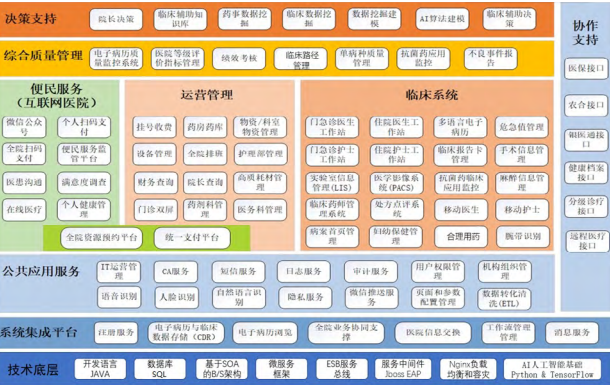 决策支持
院长决策
临床辅助知
识库
药事数据挖
掘
临床数据挖
掘
数据挖掘建
模
AI算法建模
临床辅助决
策
综合质量管理
电子病历质
量监控系统
医院等级评
价指标管理
绩效考核
临床路径
管理
单病种质量
管理
抗菌药应用
监控
不良事件报
告
协作
支持
医保接口
农合接口
银医通接
口
健康档案
接口
分级诊疗
接口
远程医疗
接口
便民服务
(互联网医院)
微信公众
号
个人扫码支
付
全院扫码
支付
便民服务监
管平台
医患沟通
满意度调查
在线医疗
个人健康管
理
运营管理
挂号收费
药房药库
物资/科室
物资管理
设备管理
全院排班
护理部管理
财务查询
院长查询
高质耗材管
理
门诊双屏
药剂科管
理
医务科管理
全院资源预约平台
统一支付平台
临床系统
门急诊医生
工作站
住院医生工
作站
多语言电子
病历
危急值管理
门急诊护士
工作站
住院护士工
作站
临床报告卡
管理
手术信息管
理
实验室信息
管理(LIS)
医学影像系
统(PACS)
抗菌药临床
应用监控
麻醉信息管
理
临床药师管
理系统
处方点评系
统
移动医生
移动护士
病案首页管
理
妇幼保健管
理
合理用药
腕带识别
公共应用服务
IT运营管
理
CA服务
短信服务
日志服务
审计服务
用户权限管
理
机构组织管
理
语音识别
人脸识别
自然语言识
别
隐私服务
微信推送服
务
页面和参数
配置管理
数据转化清
洗(ETL)
系统集成平台
注册服务
电子病历与临床
数据存储（CDR）
电子病历浏览
全院业务协同支
撑
医院信息交换
工作流管理
管理
消息服务
技术底层
开发语言
JAVA
数据库
SQL
基于SOA
的B/S架构
微服务
框架
ESB服务
总线
服务中间件
Jboss EAP
Nginx负载
均衡和容灾
AI人工智能基础
Python & TensorFlow